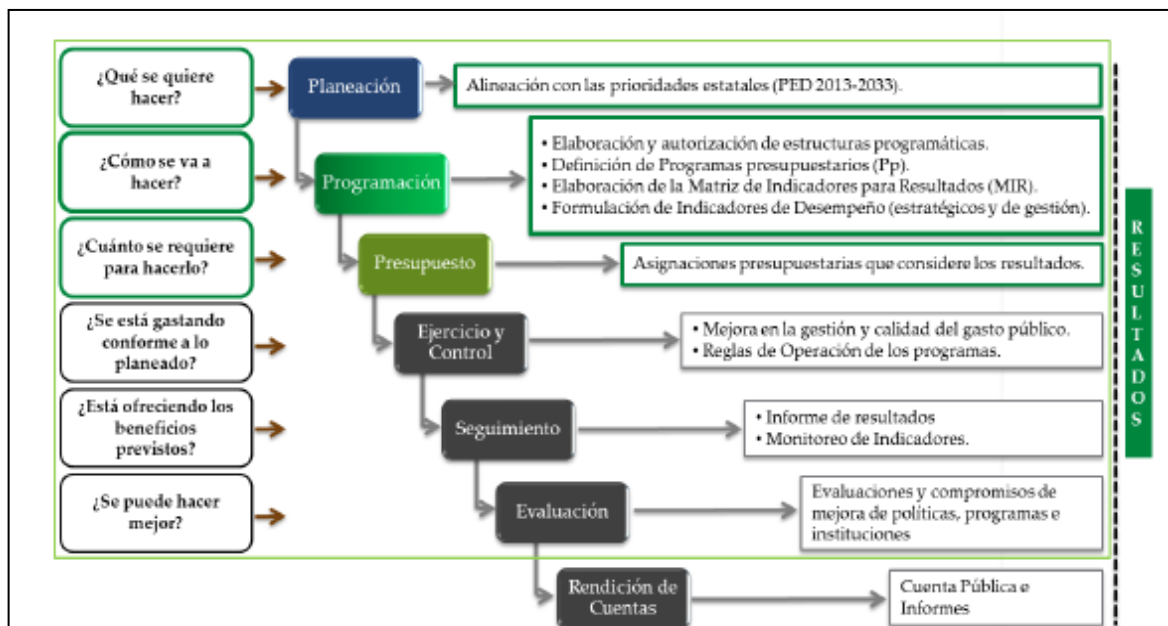 ¿Qué se quiere
hacer?
Planeación
Alineación con las prioridades estatales (PED 2013-2033).
¿Cómo se va a
hacer?
Programación
• Elaboración y autorización de estructuras programáticas.
• Definición de Programas presupuestarios (Pp).
• Elaboración de la Matriz de Indicadores para Resultados (MIR).
• Formulación de Indicadores de Desempeño (estratégicos y de gestión).
¿Cuánto se requiere
para hacerlo?
Presupuesto
Asignaciones presupuestarias que considere los resultados.
¿Se está gastando
conforme a lo
planeado?
Ejercicio y
Control
• Mejora en la gestión y calidad del gasto público.
• Reglas de Operación de los programas.
¿Está ofreciendo los
beneficios
previstos?
Seguimiento
• Informe de resultados
• Monitoreo de Indicadores.
¿Se puede hacer
mejor?
Evaluación
Evaluaciones y compromisos de
mejora de políticas, programas e
instituciones
Rendición de
Cuentas
Cuenta Pública e
Informes
RESULTADOS